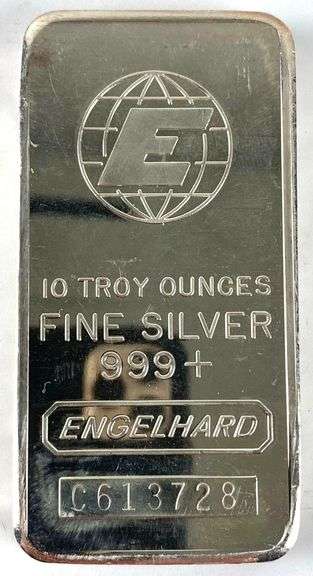 E
10 TROY OUNCES
FINE SILVER
999+
ENGELHARD
C613728